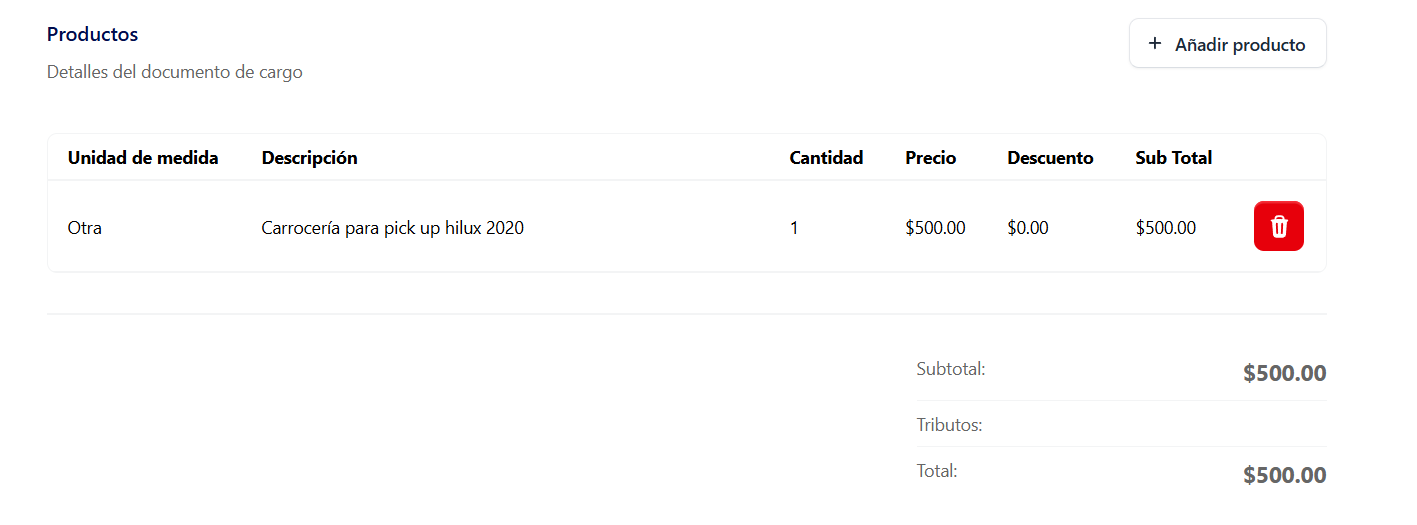 Productos
+ Añadir producto
Detalles del documento de cargo
Unidad de medida Descripción Cantidad Precio Descuento Sub Total
Otra Carrocería para pick up hilux 2020 1 $500.00 $0.00 $500.00
Subtotal: $500.00
Tributos:
Total: $500.00